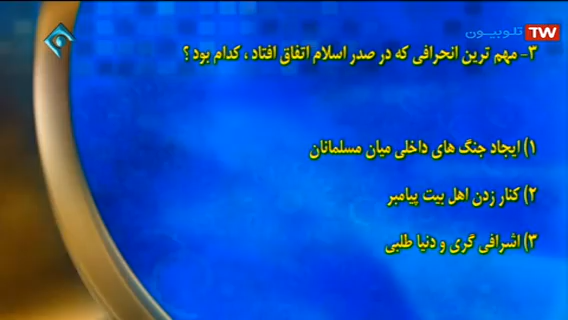 TW تلوبیـون
۳- مهم ترین انحرافی که در صدر اسلام اتفاق افتاد ، کدام بود ؟
۱) ایجاد جنگ های داخلی میان مسلمانان
۲) کنار زدن اهل بیت پیامبر
۳) اشرافی گری و دنیا طلبی